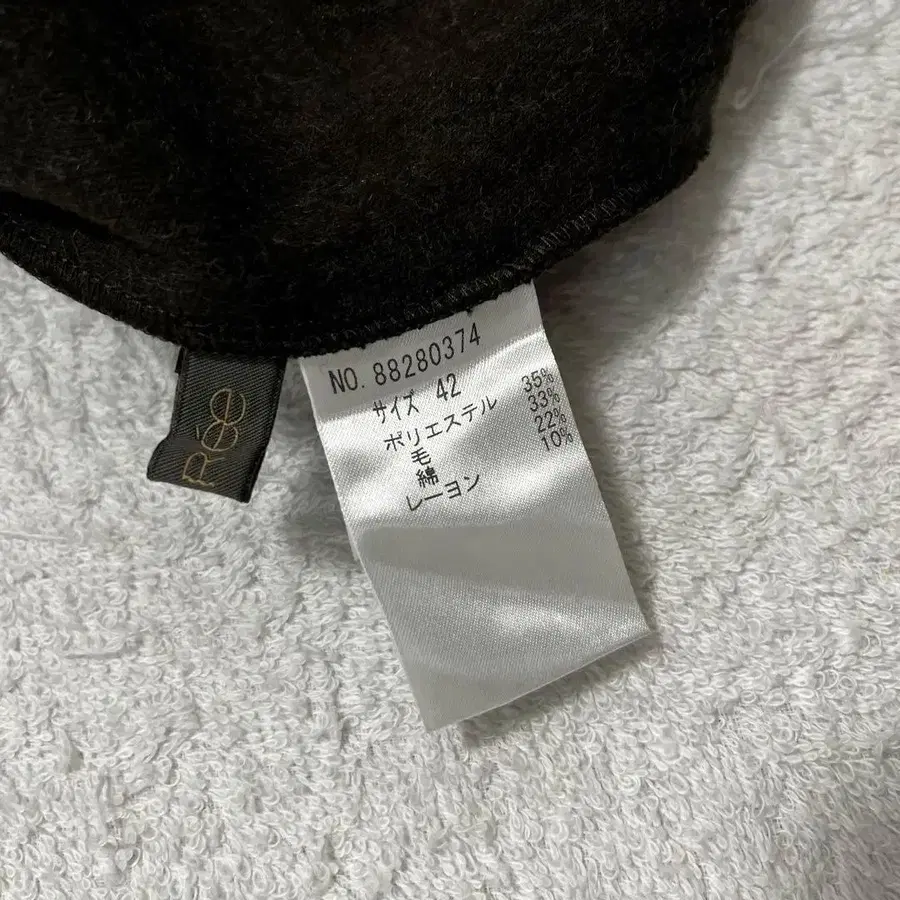 NO. 88280374
サイズ 42
ポリエステル 35%
毛 33%
綿 22%
レーヨン 10%